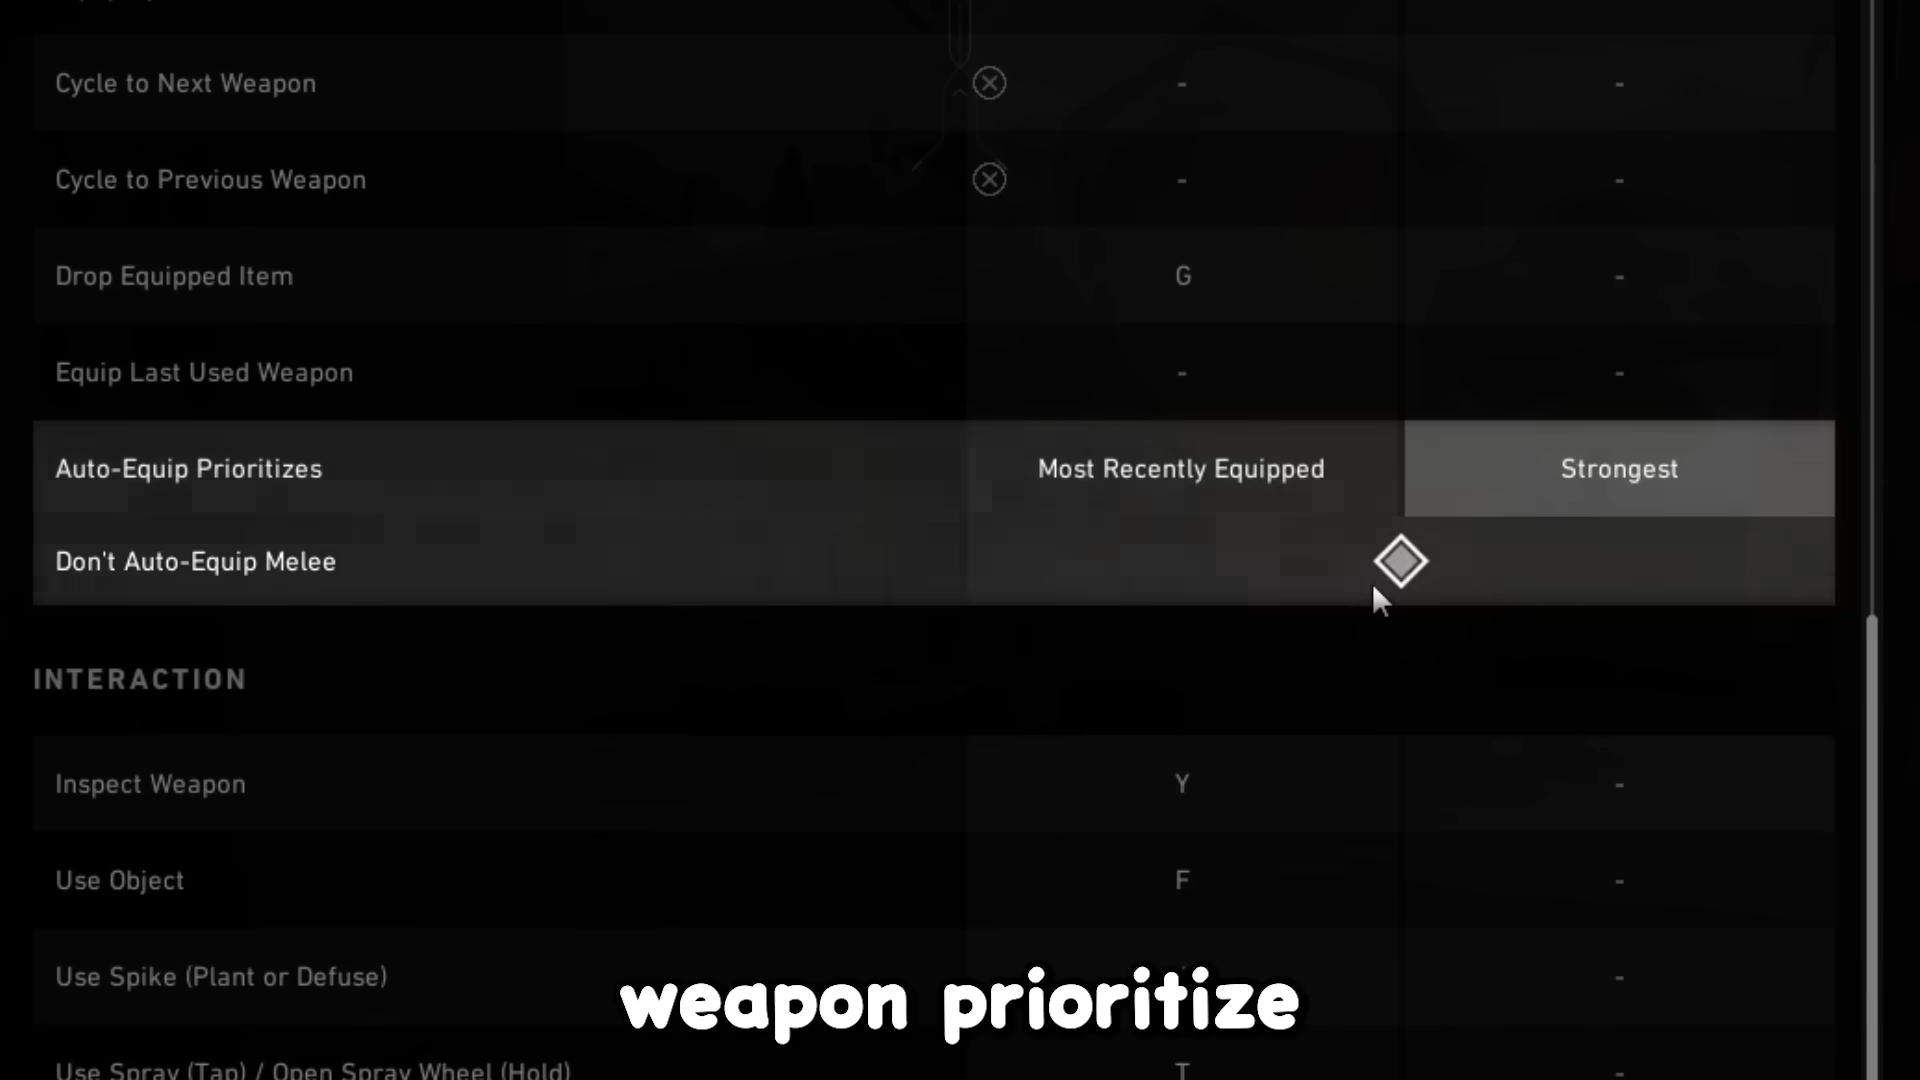 Cycle to Next Weapon - -
Cycle to Previous Weapon - -
Drop Equipped Item G -
Equip Last Used Weapon - -
Auto-Equip Prioritizes Most Recently Equipped Strongest
Don't Auto-Equip Melee
INTERACTION
Inspect Weapon Y -
Use Object F -
Use Spike (Plant or Defuse) -
weapon prioritize
Use Spray (Tap) / Open Spray Wheel (Hold) T -